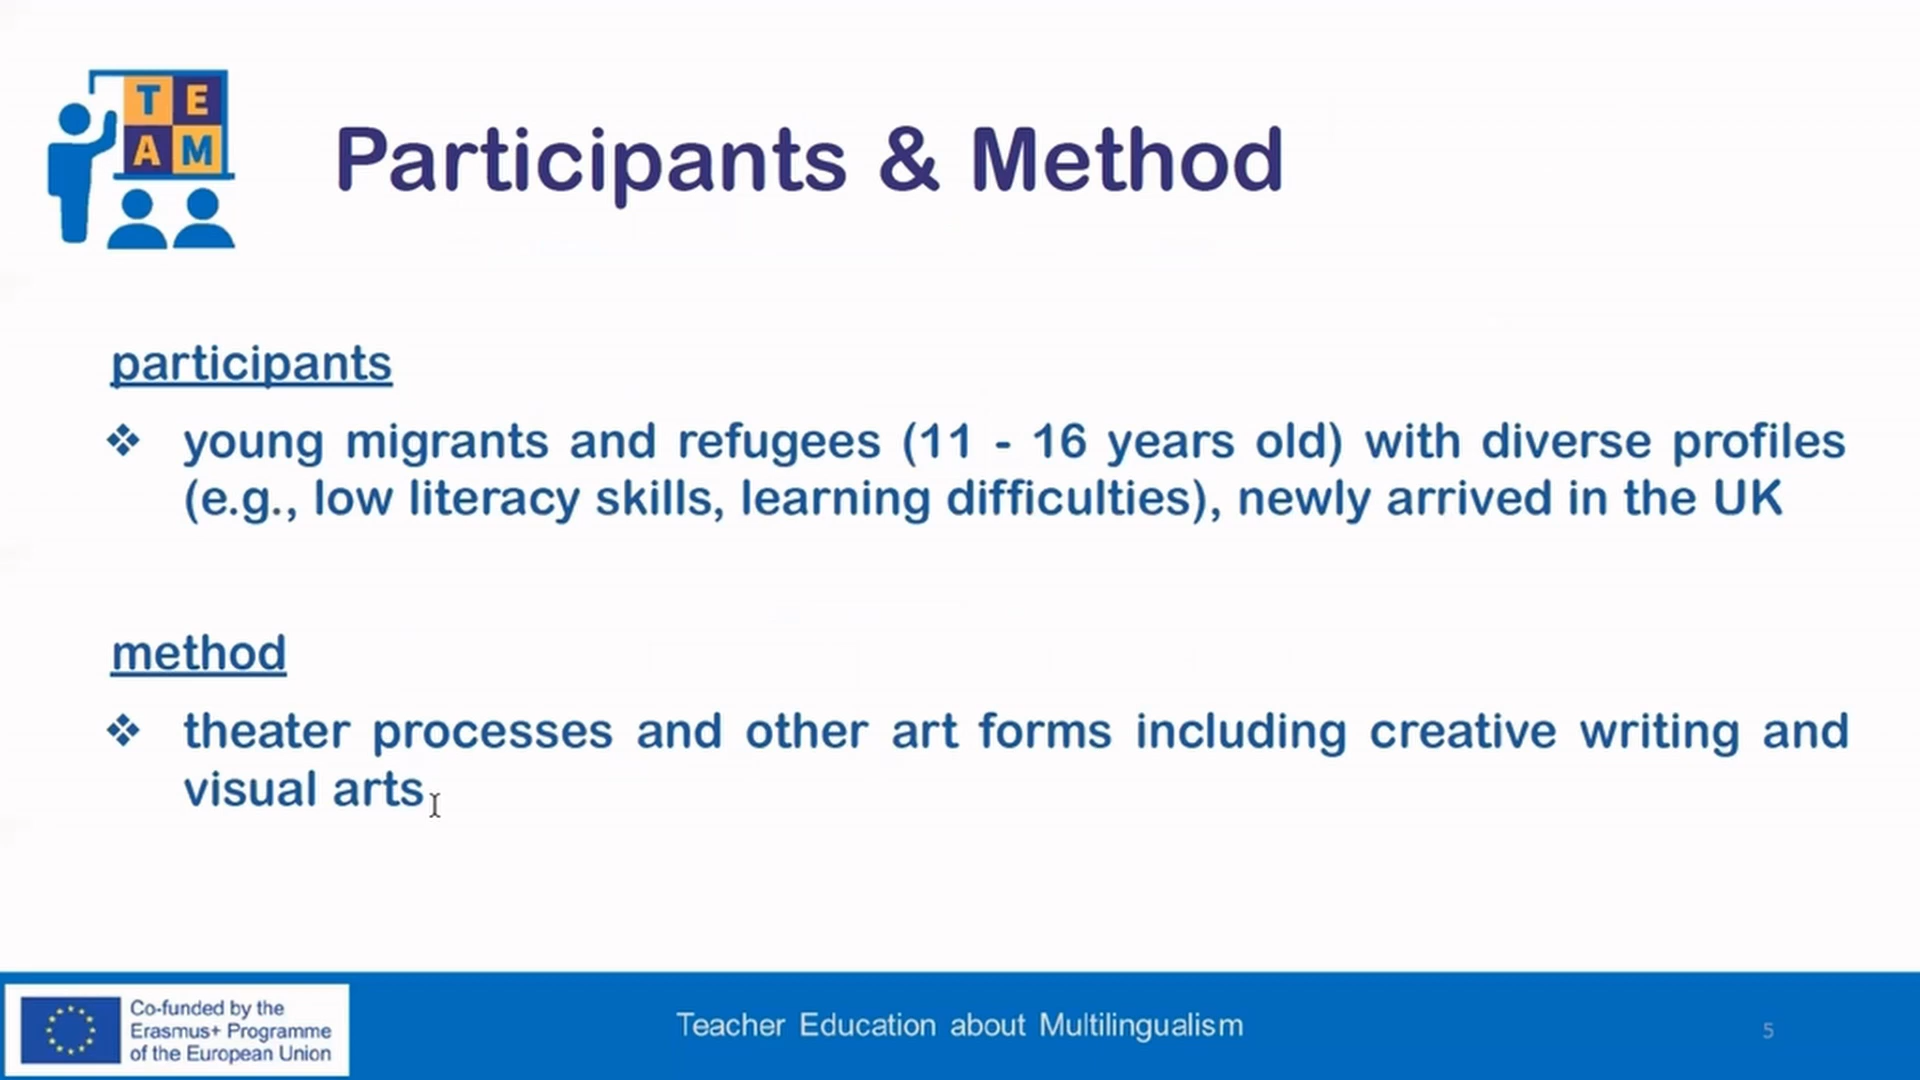 T E
A M
Participants & Method
participants
❖ young migrants and refugees (11 - 16 years old) with diverse profiles
(e.g., low literacy skills, learning difficulties), newly arrived in the UK
method
❖ theater processes and other art forms including creative writing and
visual arts
Co-funded by the
Erasmus+ Programme
of the European Union
Teacher Education about Multilingualism
5